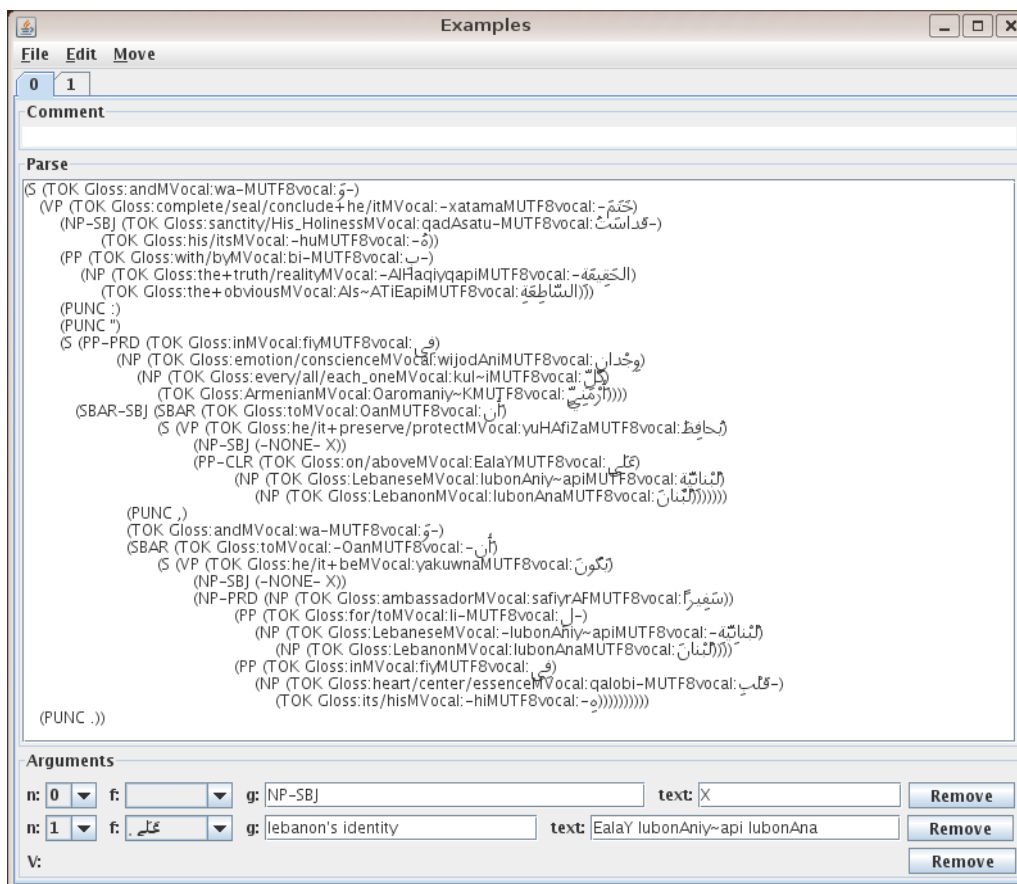 Examples
File Edit Move
0 1
Comment
Parse
(S (TOK Gloss:andMVocal:wa-MUTF8vocal:وَ-)
(VP (TOK Gloss:complete/seal/conclude+he/itMVocal:-xatamaMUTF8vocal:-خَتَمَ)
(NP-SBJ (TOK Gloss:sanctity/His_HolinessMVocal:qadAsatu-MUTF8vocal:قَداسَتُ-)
(TOK Gloss:his/itsMVocal:-huMUTF8vocal:-هُ))
(PP (TOK Gloss:with/byMVocal:bi-MUTF8vocal:بِ-)
(NP (TOK Gloss:the+truth/realityMVocal:-AlHaqiyqapiMUTF8vocal:-الحَقِيقَةِ)
(TOK Gloss:the+obviousMVocal:Als~ATiEapiMUTF8vocal:السّاطِعَةِ)))
(PUNC :)
(PUNC ")
(S (PP-PRD (TOK Gloss:inMVocal:fiyMUTF8vocal:فِي)
(NP (TOK Gloss:emotion/conscienceMVocal:wijodAniMUTF8vocal:وِجْدانِ)
(NP (TOK Gloss:every/all/each_oneMVocal:kul~iMUTF8vocal:كُلِّ)
(TOK Gloss:ArmenianMVocal:Oaromaniy~KMUTF8vocal:أَرْمَنِيٍّ))))
(SBAR-SBJ (SBAR (TOK Gloss:toMVocal:OanMUTF8vocal:أَن)
(S (VP (TOK Gloss:he/it+preserve/protectMVocal:yuHAfiZaMUTF8vocal:يُحافِظَ)
(NP-SBJ (-NONE- X))
(PP-CLR (TOK Gloss:on/aboveMVocal:EalaYMUTF8vocal:عَلَى)
(NP (TOK Gloss:LebaneseMVocal:lubonAniy~apiMUTF8vocal:لُبْنانِيَّةِ)
(NP (TOK Gloss:LebanonMVocal:lubonAnaMUTF8vocal:لُبْنانَ))))))
(PUNC ,)
(TOK Gloss:andMVocal:wa-MUTF8vocal:وَ-)
(SBAR (TOK Gloss:toMVocal:-OanMUTF8vocal:-أَن)
(S (VP (TOK Gloss:he/it+beMVocal:yakuwnaMUTF8vocal:يَكُونَ)
(NP-SBJ (-NONE- X))
(NP-PRD (NP (TOK Gloss:ambassadorMVocal:safiyrAFMUTF8vocal:سَفِيراً))
(PP (TOK Gloss:for/toMVocal:li-MUTF8vocal:لِ-)
(NP (TOK Gloss:LebaneseMVocal:-lubonAniy~apiMUTF8vocal:-لُبْنانِيَّةِ)
(NP (TOK Gloss:LebanonMVocal:lubonAnaMUTF8vocal:لُبْنانَ))))
(PP (TOK Gloss:inMVocal:fiyMUTF8vocal:فِي)
(NP (TOK Gloss:heart/center/essenceMVocal:qalobi-MUTF8vocal:قَلْبِ-)
(TOK Gloss:its/hisMVocal:-hiMUTF8vocal:-هِ))))))))))
(PUNC .))
Arguments
n: 0 f: g: NP-SBJ text: X Remove
n: 1 f: عَلَى g: lebanon's identity text: EalaY lubonAniy~api lubonAna Remove
V: Remove